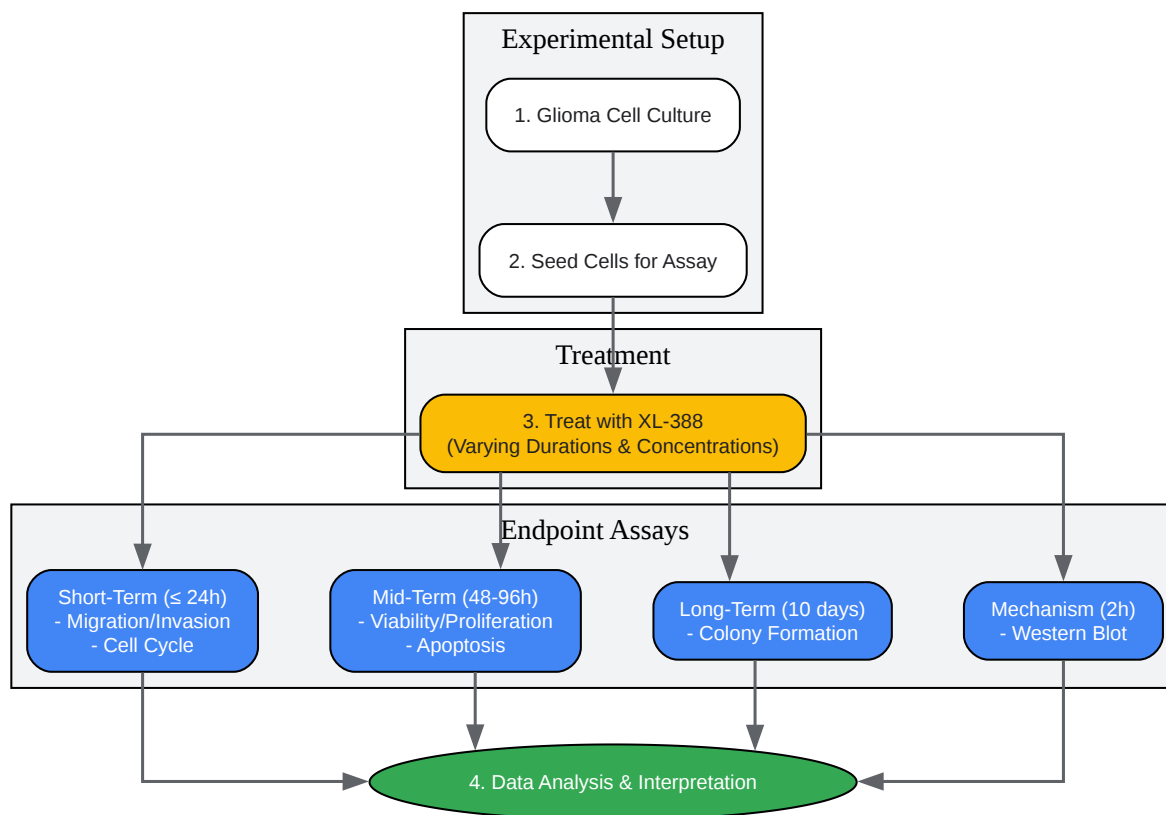 Experimental Setup
1. Glioma Cell Culture
2. Seed Cells for Assay
Treatment
3. Treat with XL-388
(Varying Durations & Concentrations)
Endpoint Assays
Short-Term (≤ 24h)
- Migration/Invasion
- Cell Cycle
Mid-Term (48-96h)
- Viability/Proliferation
- Apoptosis
Long-Term (10 days)
- Colony Formation
Mechanism (2h)
- Western Blot
4. Data Analysis & Interpretation